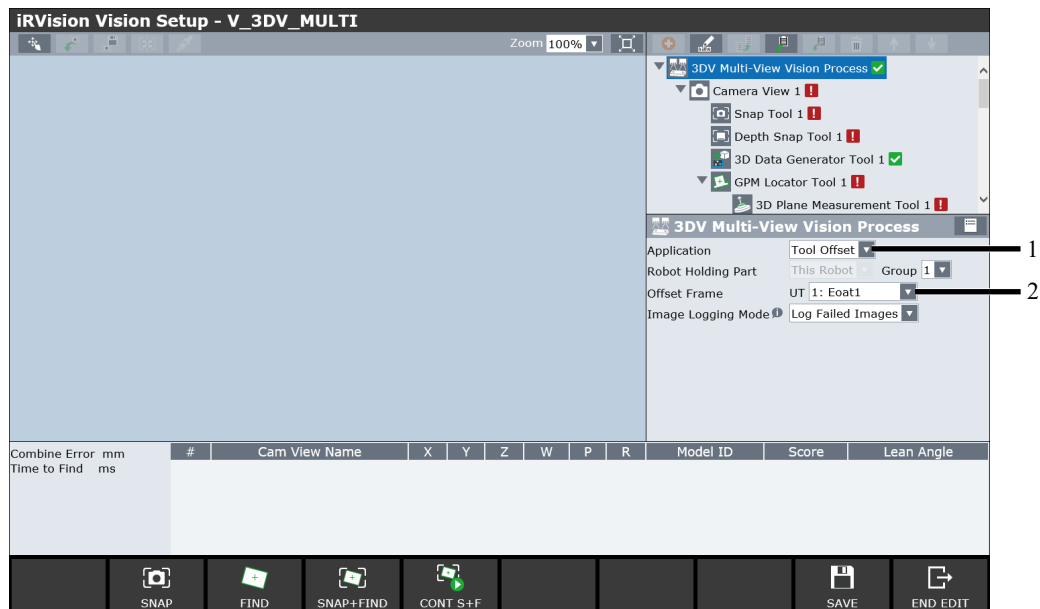 iRVision Vision Setup - V_3DV_MULTI
Zoom 100%
3DV Multi-View Vision Process
Camera View 1
Snap Tool 1
Depth Snap Tool 1
3D Data Generator Tool 1
GPM Locator Tool 1
3D Plane Measurement Tool 1
3DV Multi-View Vision Process
Application Tool Offset 1
Robot Holding Part This Robot Group 1
Offset Frame UT 1: Eoat1 2
Image Logging Mode Log Failed Images
Combine Error mm
Time to Find ms
# Cam View Name X Y Z W P R Model ID Score Lean Angle
SNAP FIND SNAP+FIND CONT S+F SAVE END EDIT